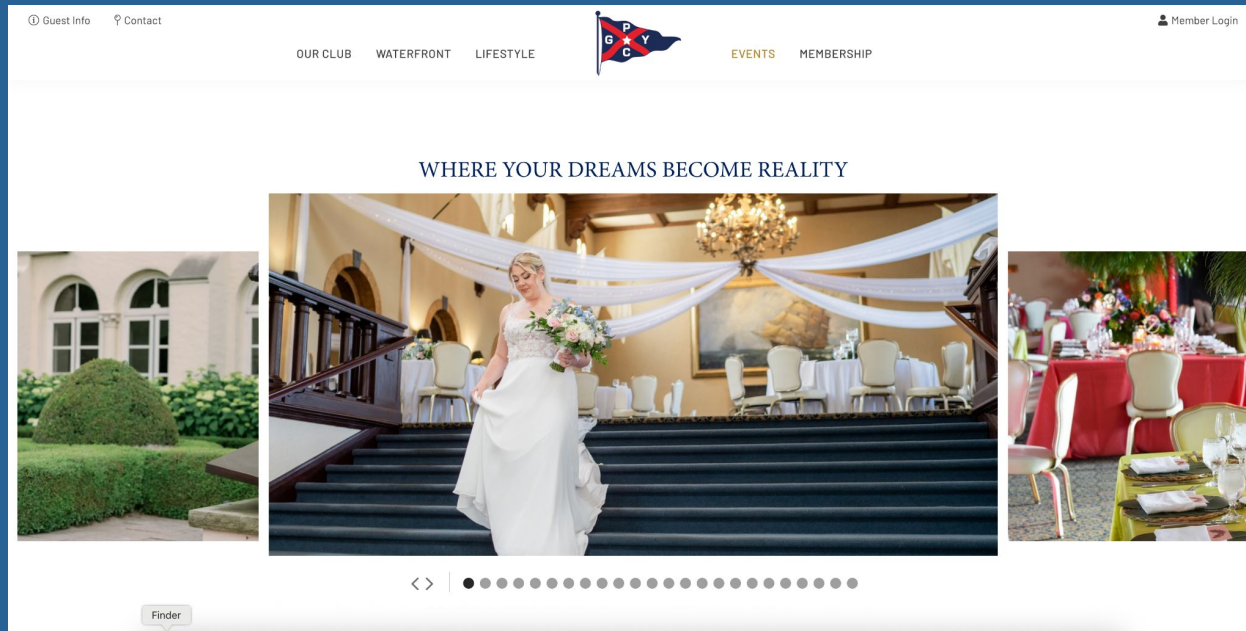 Guest Info
Contact
Member Login
OUR CLUB
WATERFRONT
LIFESTYLE
P
G Y
C
EVENTS
MEMBERSHIP
WHERE YOUR DREAMS BECOME REALITY
Finder